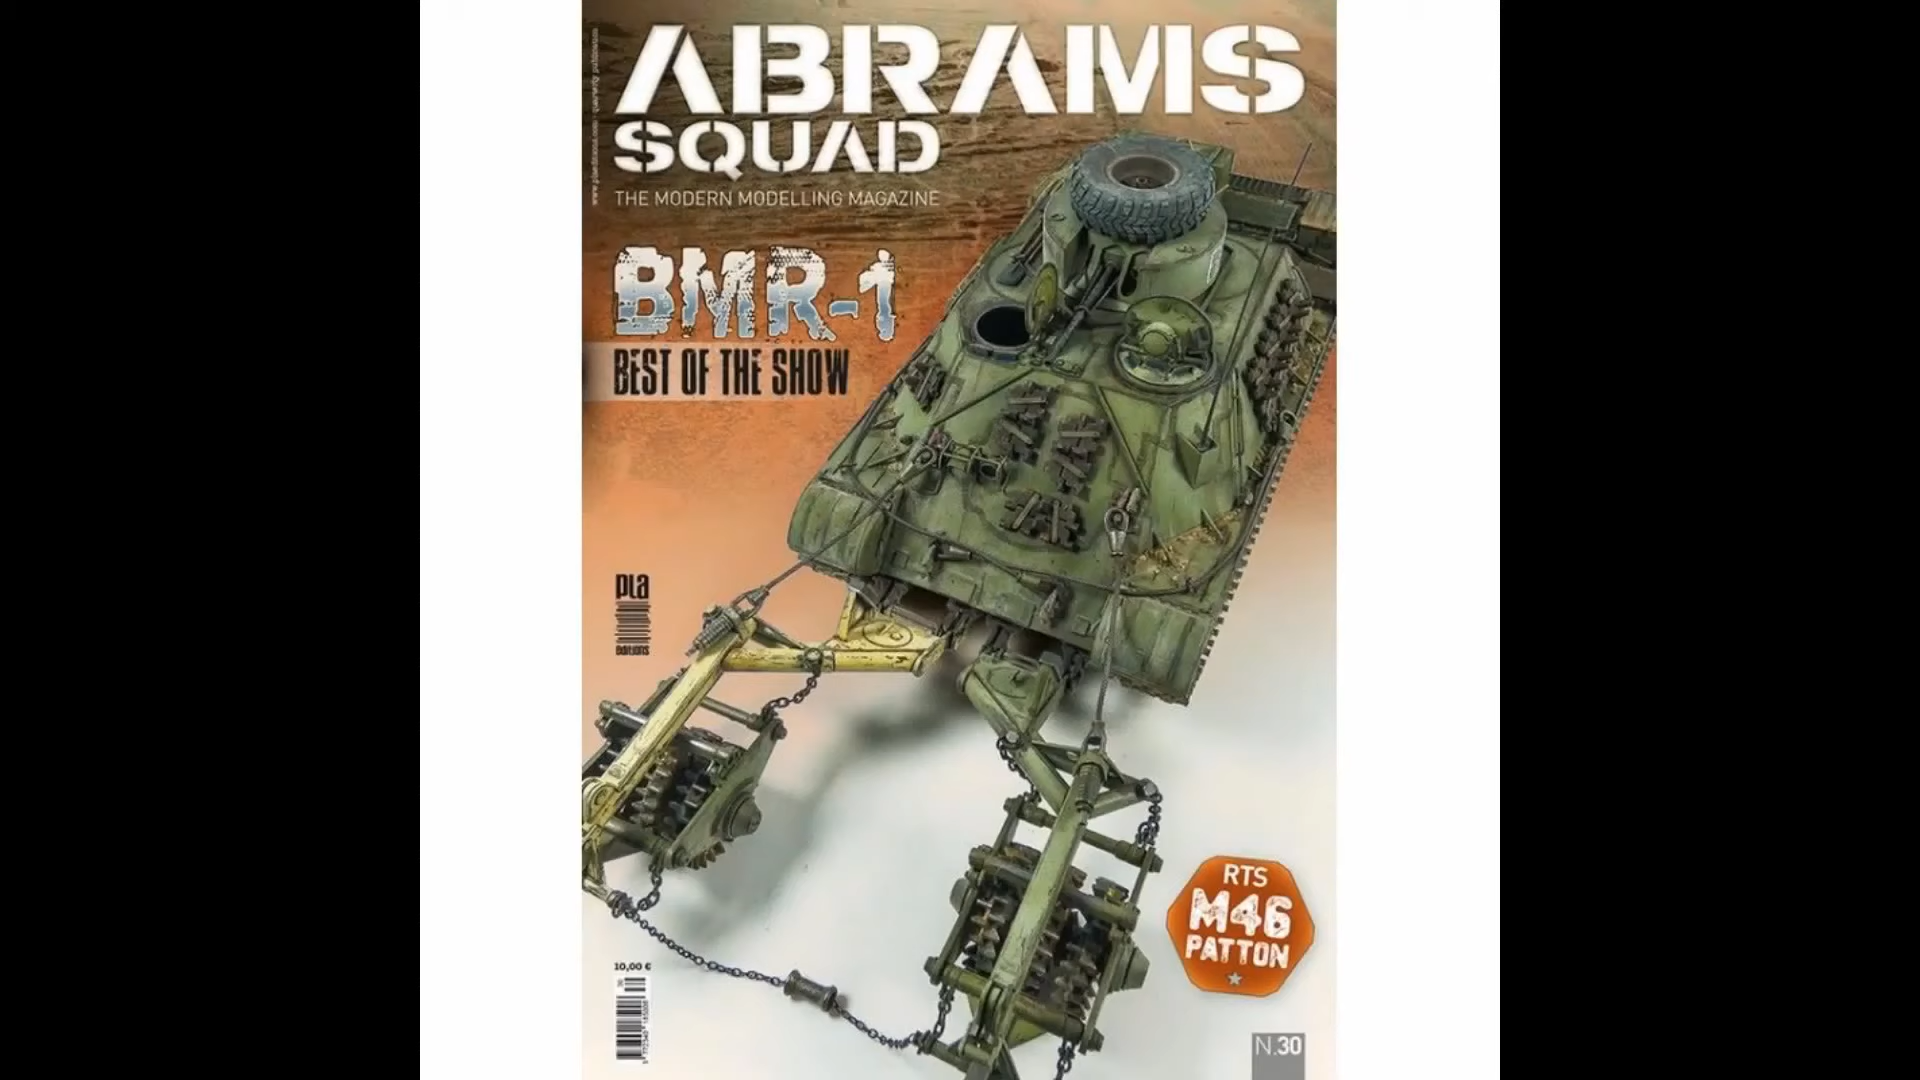 ABRAMS
SQUAD
THE MODERN MODELLING MAGAZINE
BMR-1
BEST OF THE SHOW
pla
editions
10,00 €
RTS
M46
PATTON
N.30